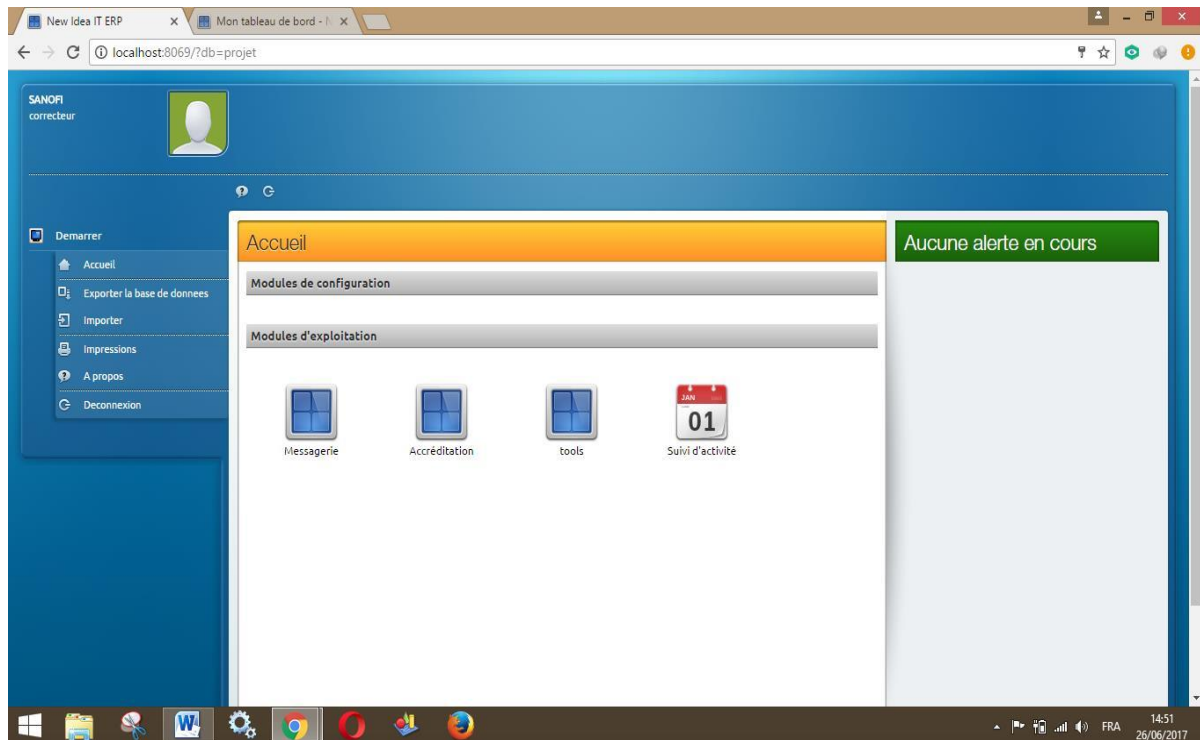 New Idea IT ERP
Mon tableau de bord - N
localhost:8069/?db=projet
SANOFI
correcteur
Demarrer
Accueil
Exporter la base de donnees
Importer
Impressions
A propos
Deconnexion
Accueil
Modules de configuration
Modules d'exploitation
Messagerie
Accréditation
tools
JAN
01
Suivi d'activité
Aucune alerte en cours
FRA
14:51
26/06/2017